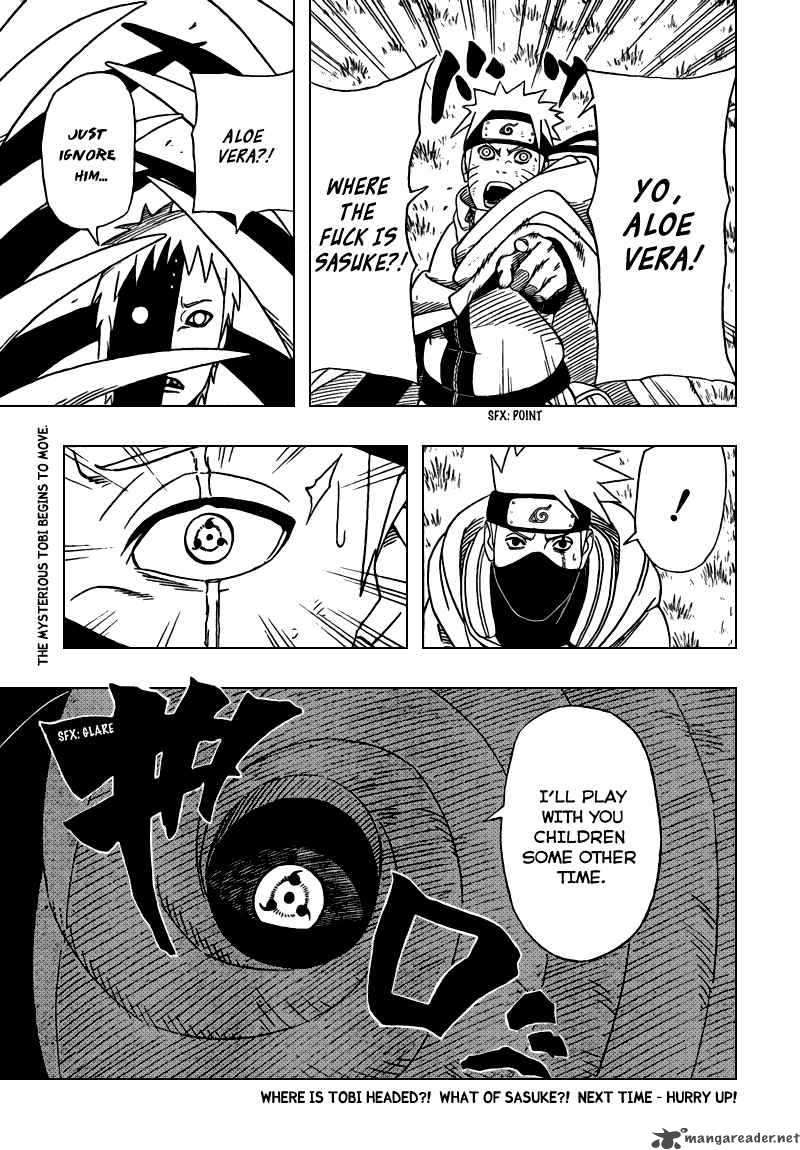 YO,
ALOE
VERA!
WHERE
THE
FUCK IS
SASUKE?!
SFX: POINT
ALOE
VERA?!
JUST
IGNORE
HIM...
!
THE MYSTERIOUS TOBI BEGINS TO MOVE.
I'LL PLAY
WITH YOU
CHILDREN
SOME OTHER
TIME.
SFX: GLARE
WHERE IS TOBI HEADED?! WHAT OF SASUKE?! NEXT TIME - HURRY UP!
mangareader.net